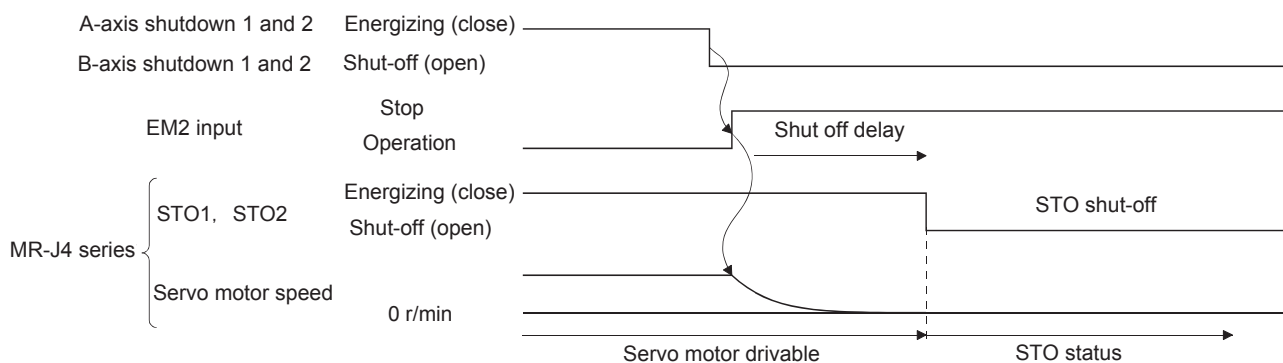 A-axis shutdown 1 and 2 Energizing (close)
B-axis shutdown 1 and 2 Shut-off (open)
Stop
EM2 input
Operation
Shut off delay
Energizing (close)
STO1, STO2
STO shut-off
Shut-off (open)
MR-J4 series
Servo motor speed
0 r/min
Servo motor drivable STO status